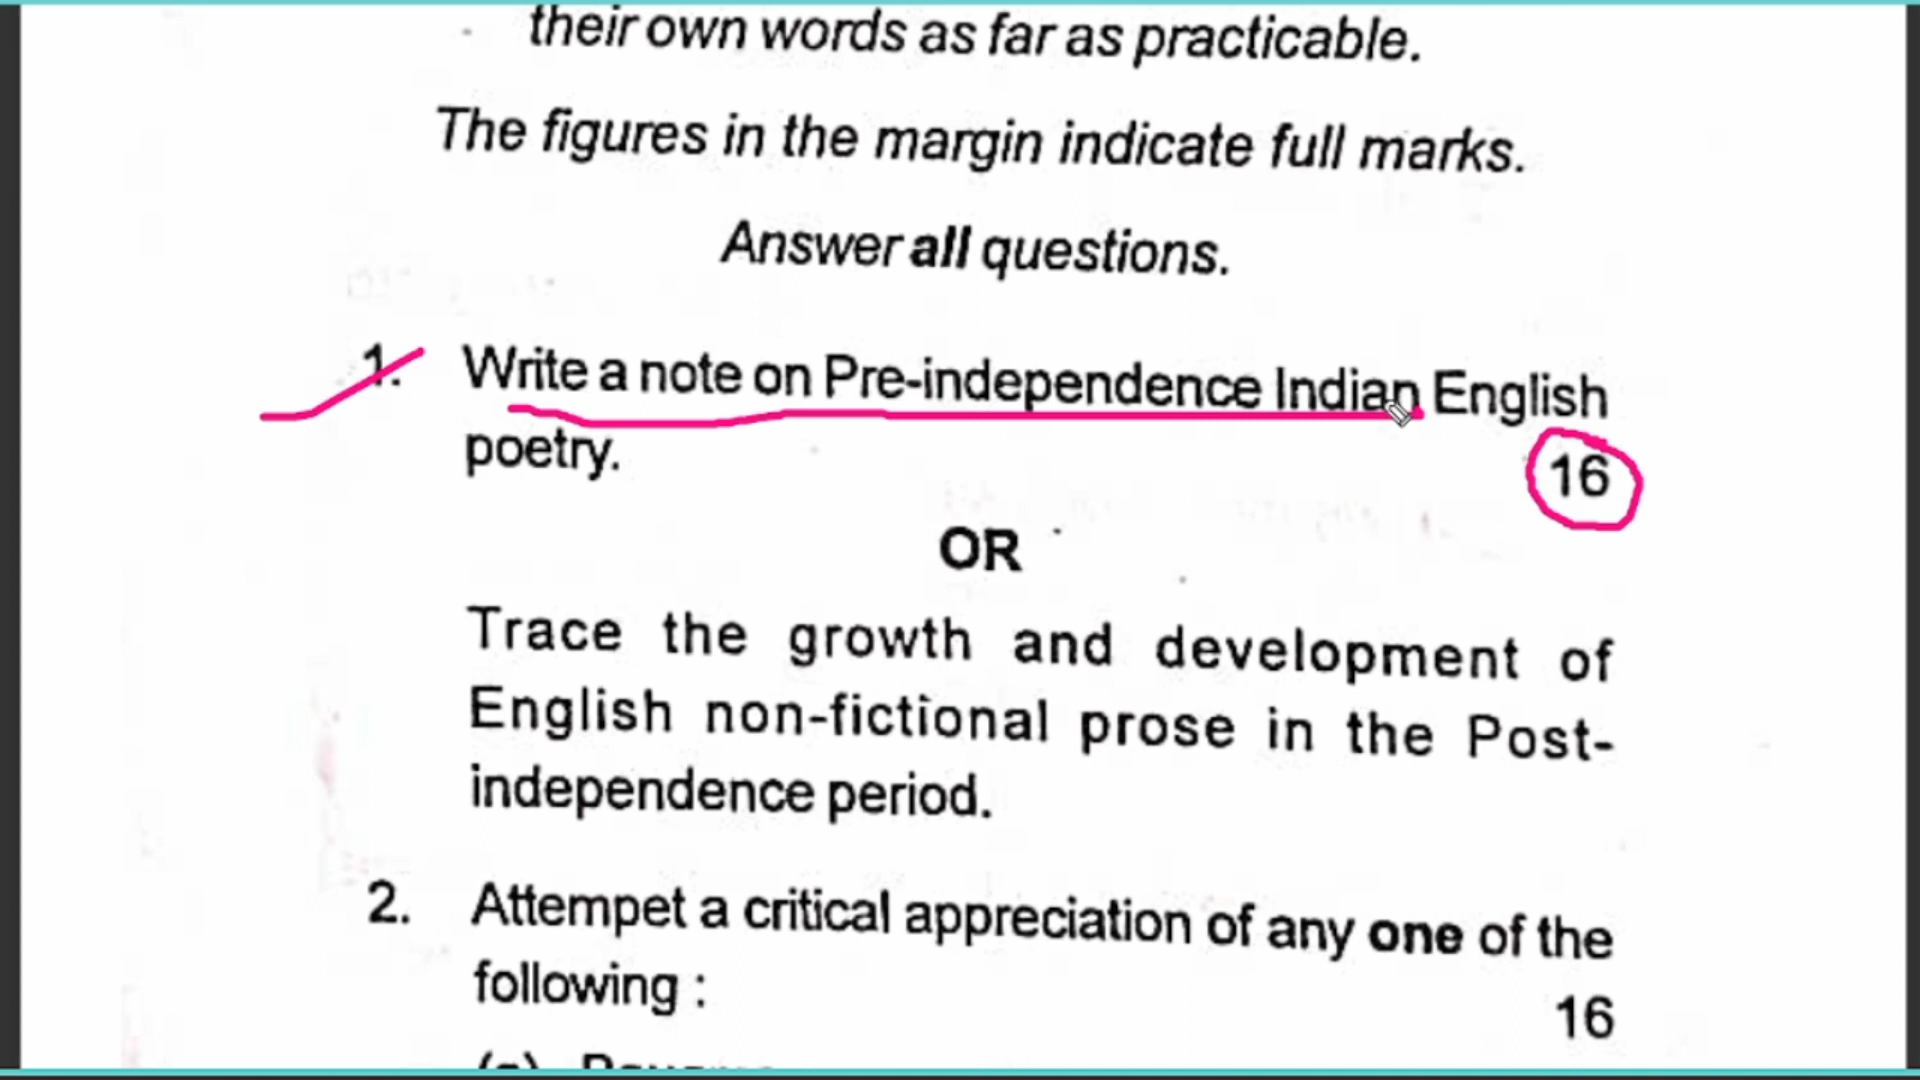 their own words as far as practicable.
The figures in the margin indicate full marks.
Answer all questions.
1. Write a note on Pre-independence Indian English
poetry. 16
OR
Trace the growth and development of
English non-fictional prose in the Post-
independence period.
2. Attempet a critical appreciation of any one of the
following : 16